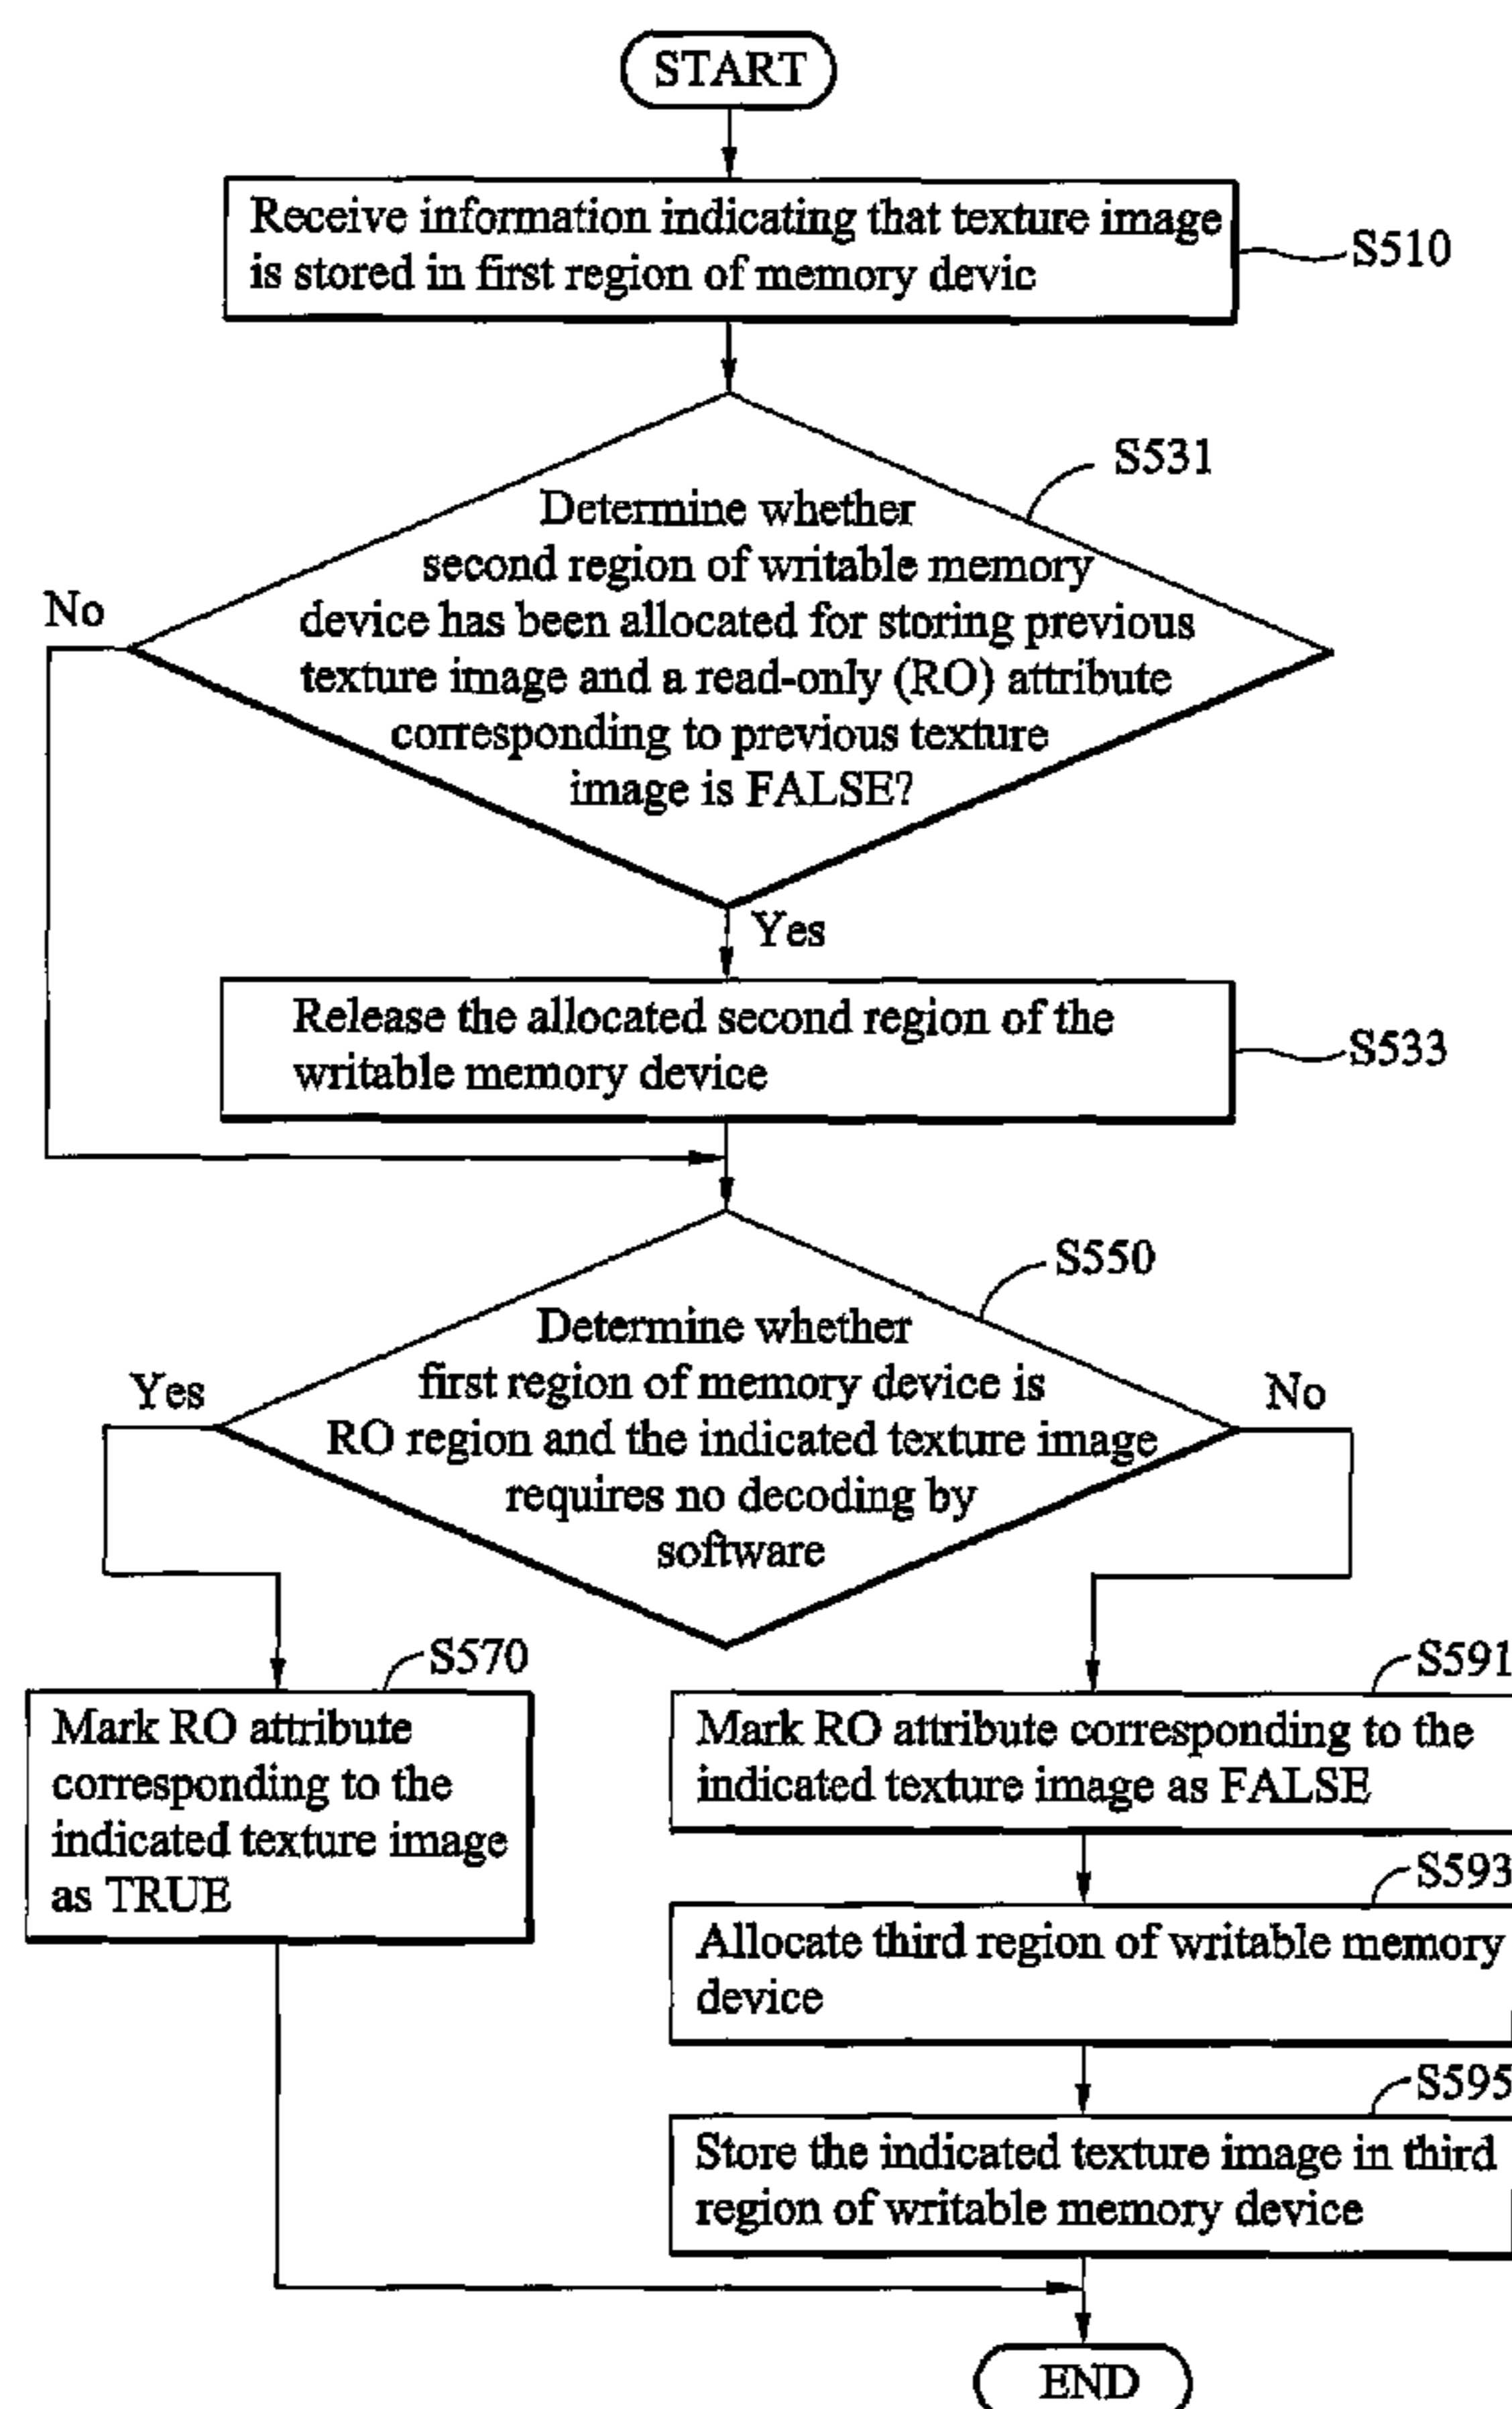 START
Receive information indicating that texture image
is stored in first region of memory devic
S510
S531
Determine whether
second region of writable memory
device has been allocated for storing previous
texture image and a read-only (RO) attribute
corresponding to previous texture
image is FALSE?
No
Yes
Release the allocated second region of the
writable memory device
S533
S550
Determine whether
first region of memory device is
RO region and the indicated texture image
requires no decoding by
software
Yes
No
S570
Mark RO attribute
corresponding to the
indicated texture image
as TRUE
S591
Mark RO attribute corresponding to the
indicated texture image as FALSE
S593
Allocate third region of writable memory
device
S595
Store the indicated texture image in third
region of writable memory device
END